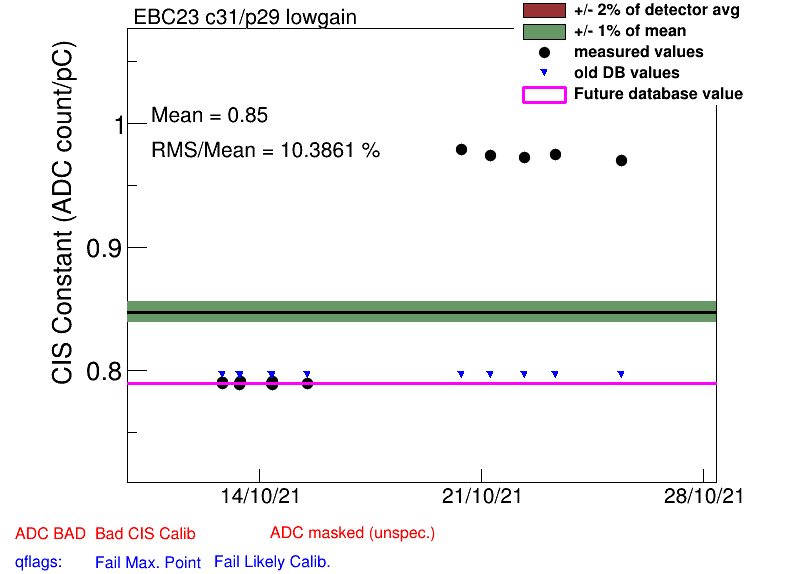 EBC23 c31/p29 lowgain
+/- 2% of detector avg
+/- 1% of mean
measured values
old DB values
Future database value
Mean = 0.85
RMS/Mean = 10.3861 %
CIS Constant (ADC count/pC)
1
0.9
0.8
14/10/21 21/10/21 28/10/21
ADC BAD Bad CIS Calib ADC masked (unspec.)
qflags: Fail Max. Point Fail Likely Calib.